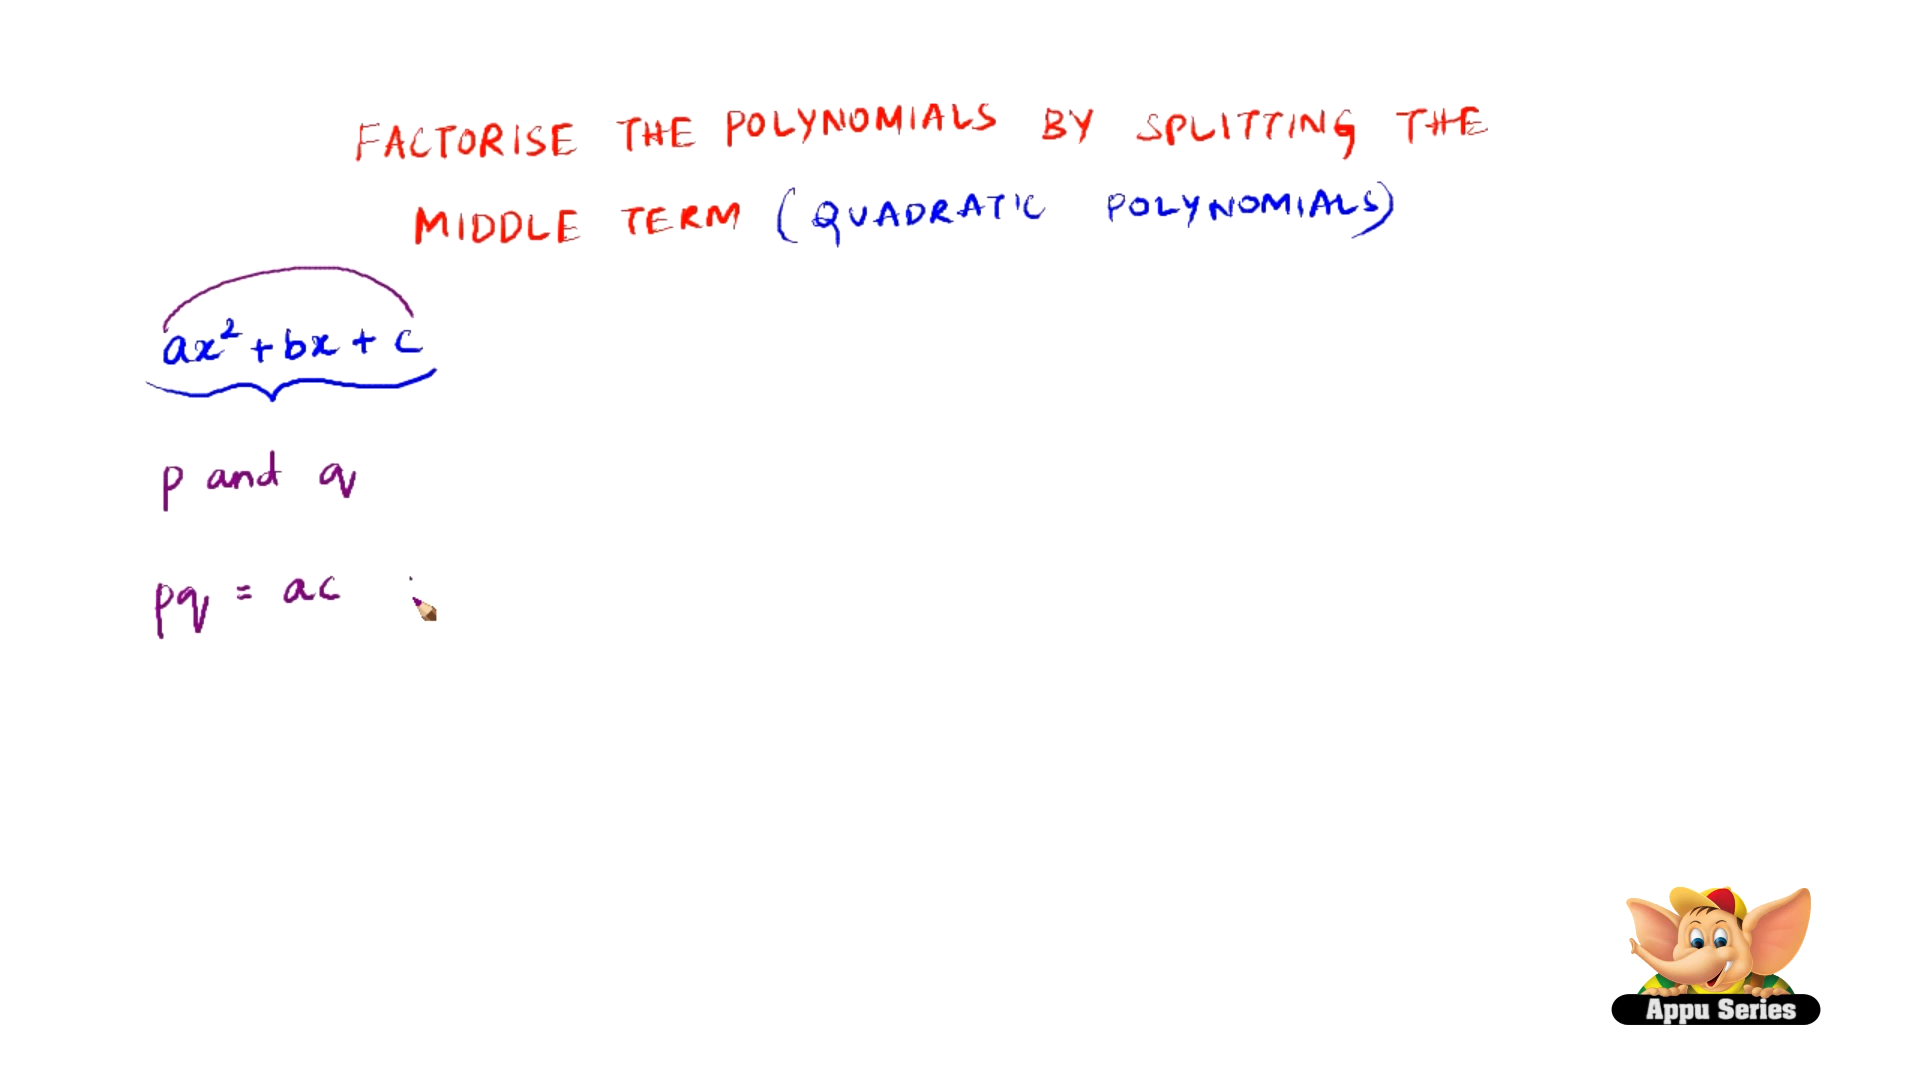 FACTORISE THE POLYNOMIALS BY SPLITTING THE
MIDDLE TERM (QUADRATIC POLYNOMIALS)
ax² + bx + c
p and q
pq = ac
Appu Series